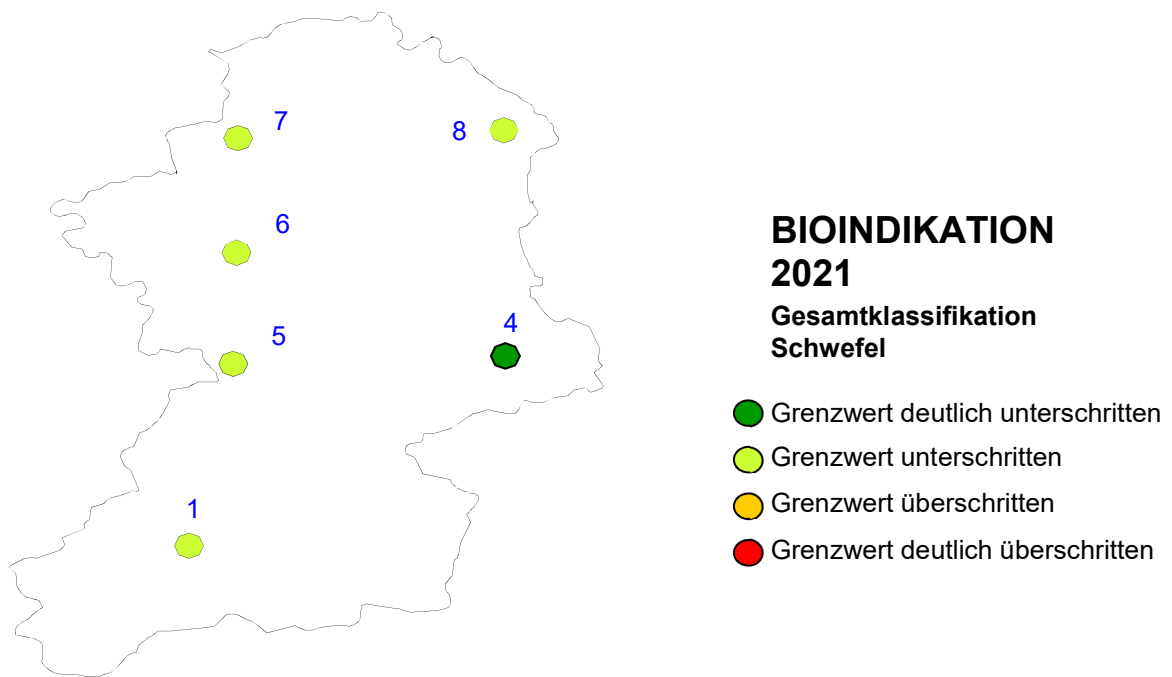 7
8
6
4
5
1
BIOINDIKATION
2021
Gesamtklassifikation
Schwefel
Grenzwert deutlich unterschritten
Grenzwert unterschritten
Grenzwert überschritten
Grenzwert deutlich überschritten